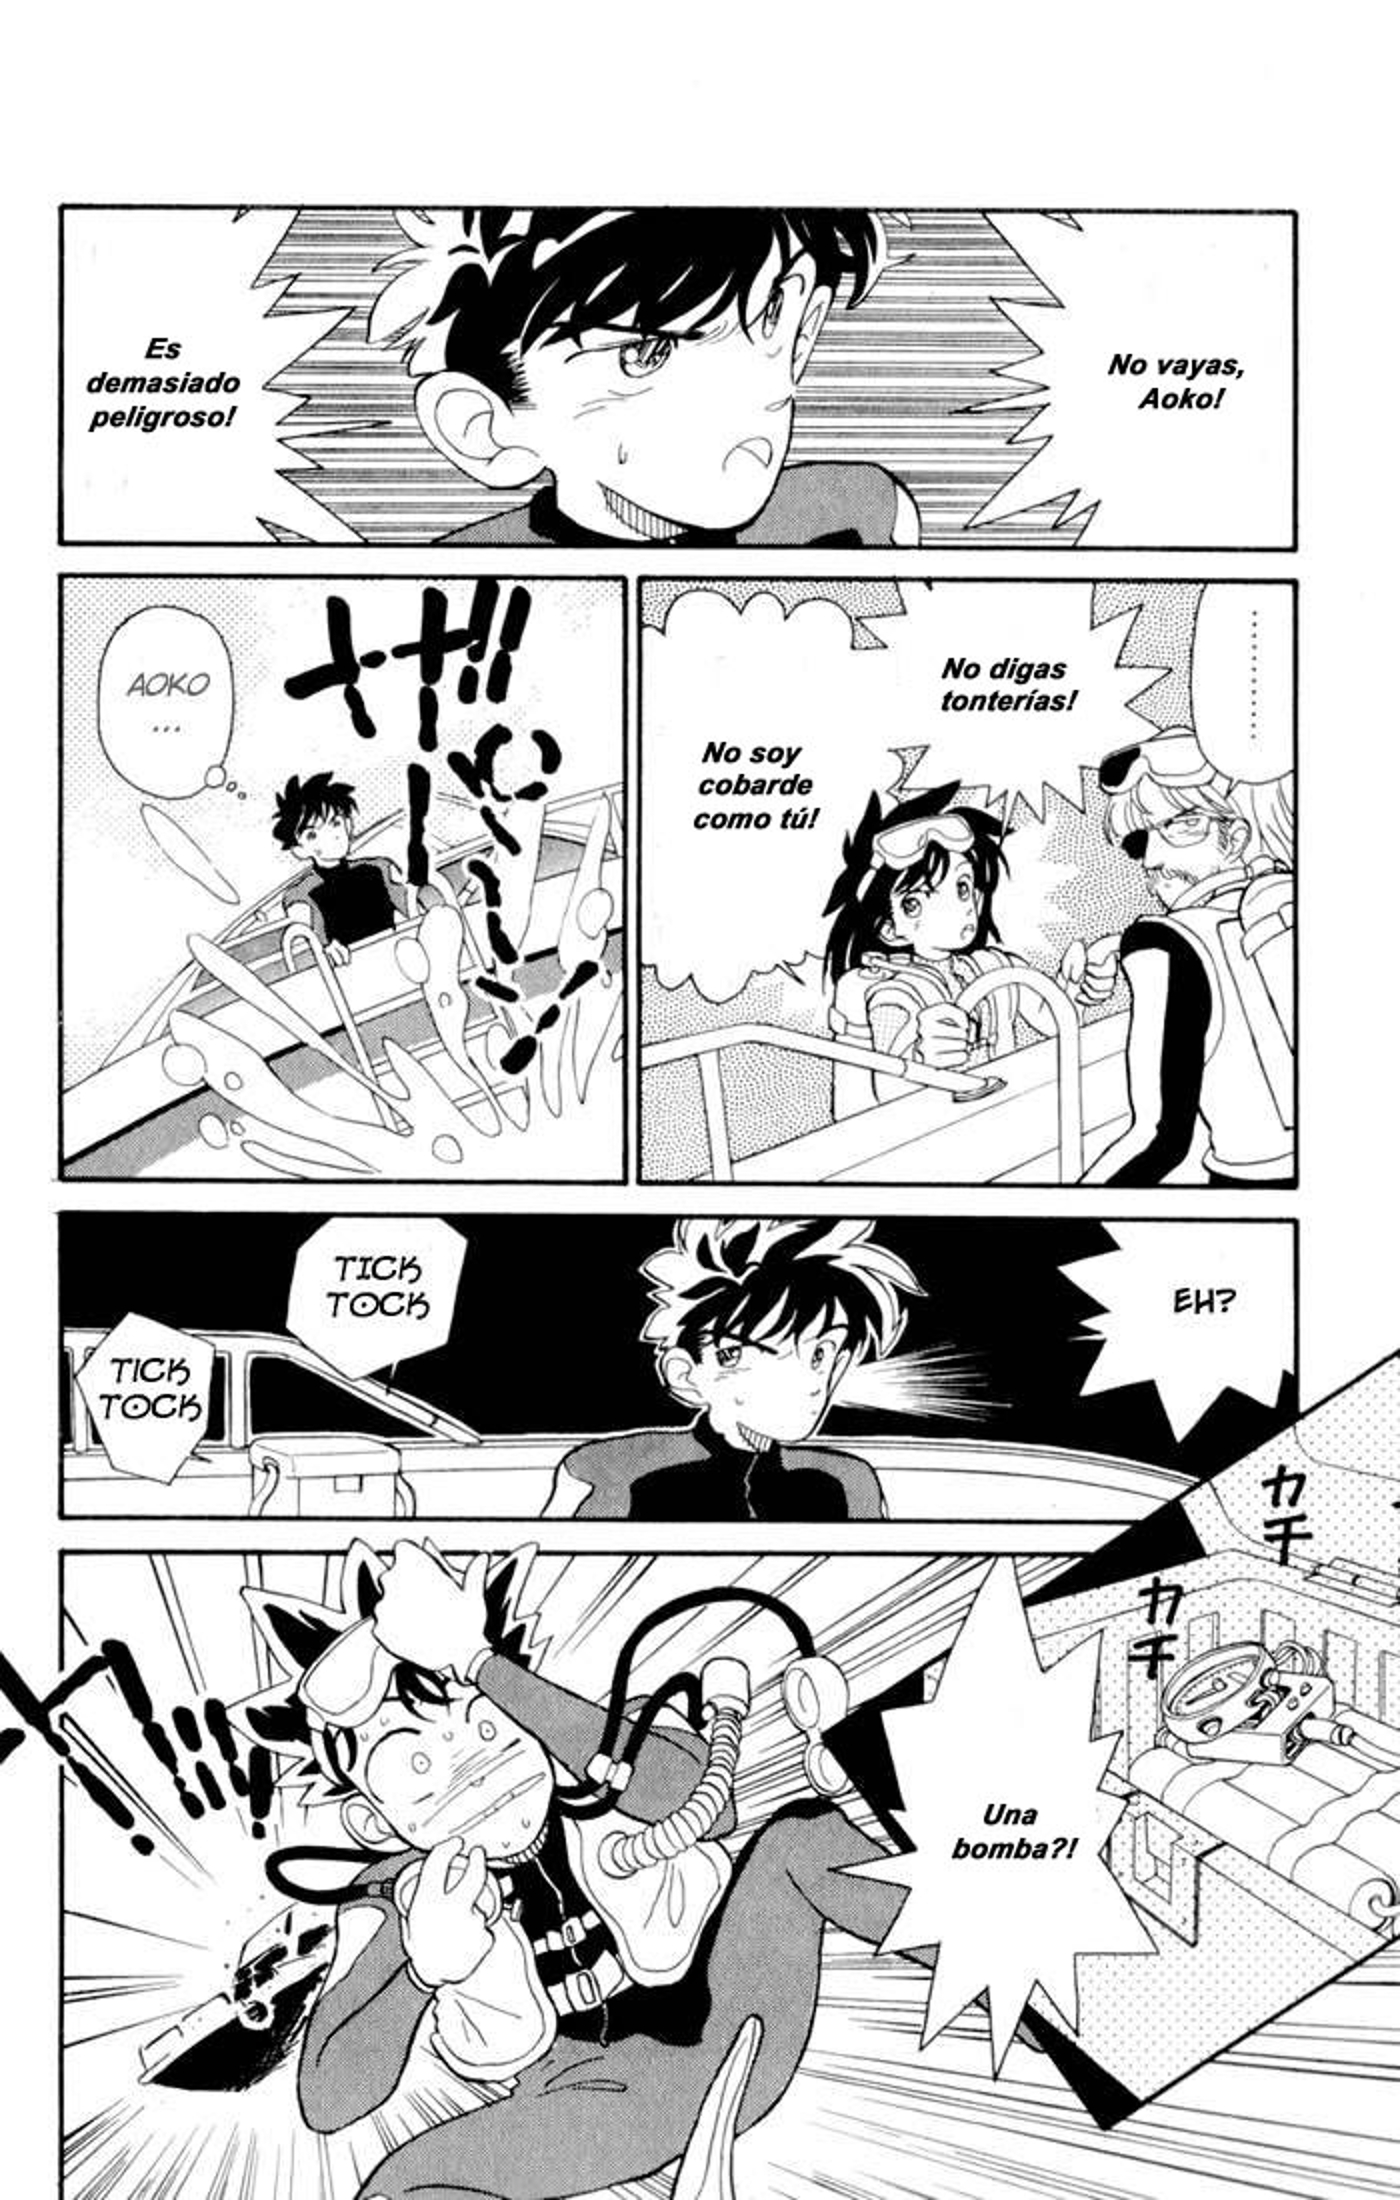 No vayas,
Aoko!
Es
demasiado
peligroso!
.........
No digas
tonterías!
No soy
cobarde
como tú!
AOKO
...
EH?
TICK
TOCK
TICK
TOCK
カチ
カチ
Una
bomba?!